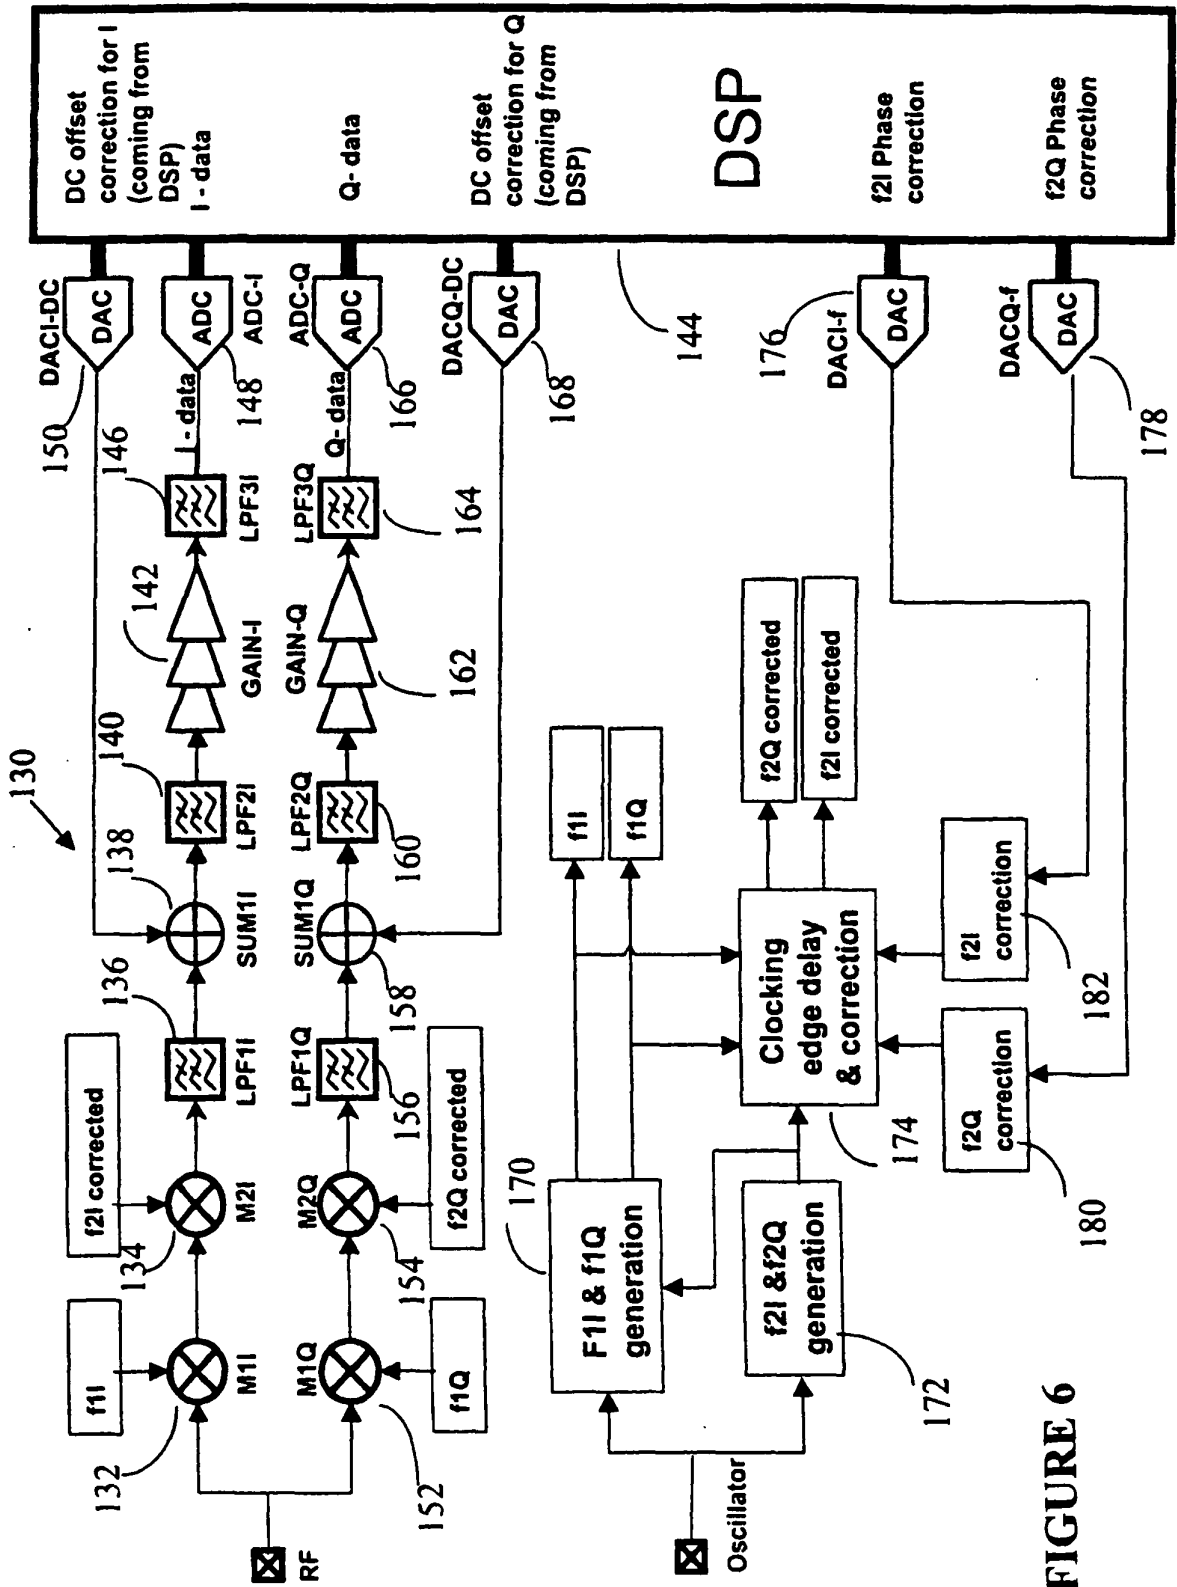 130
150
DACI-DC
DAC
DC offset
correction for I
(coming from
DSP)
I - data
f1I
f2I corrected
136
138
140
142
146
I - data
148
ADC
ADC-I
132
M1I
134
M2I
LPF1I
SUM1I
LPF2I
GAIN-I
LPF3I
RF
M1Q
M2Q
LPF1Q
SUM1Q
LPF2Q
GAIN-Q
LPF3Q
Q- data
ADC-Q
ADC
166
Q- data
152
f1Q
154
f2Q corrected
156
158
160
162
164
DACQ-DC
DAC
168
DC offset
correction for Q
(coming from
DSP)
144
DSP
170
F1I & f1Q
generation
f1I
f1Q
Oscillator
f2I &f2Q
generation
172
174
Clocking
edge delay
& correction
f2Q corrected
f2I corrected
176
DACI-f
DAC
f2I Phase
correction
180
f2Q
correction
182
f2I
correction
DACQ-f
DAC
178
f2Q Phase
correction
FIGURE 6